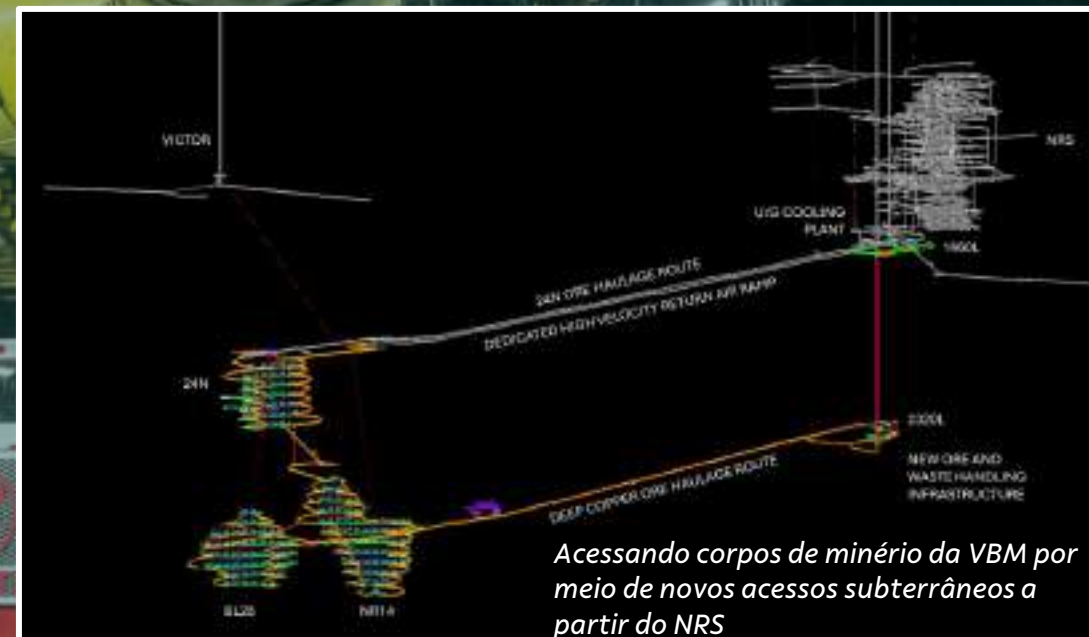 VICTOR
NRS
U/G COOLING
PLANT
24N ORE HAULAGE ROUTE
DEDICATED HIGH VELOCITY RETURN AIR RAMP
24N
NEW ORE AND
WASTE HANDLING
INFRASTRUCTURE
DEEP COPPER ORE HAULAGE ROUTE
Acessando corpos de minério da VBM por
meio de novos acessos subterrâneos a
partir do NRS